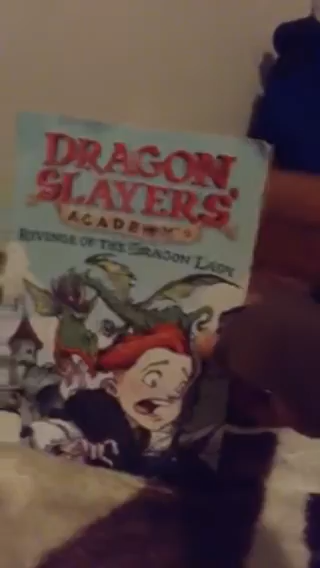 DRAGON
SLAYERS'
ACADEMY
REVENGE OF THE DRAGON LADY